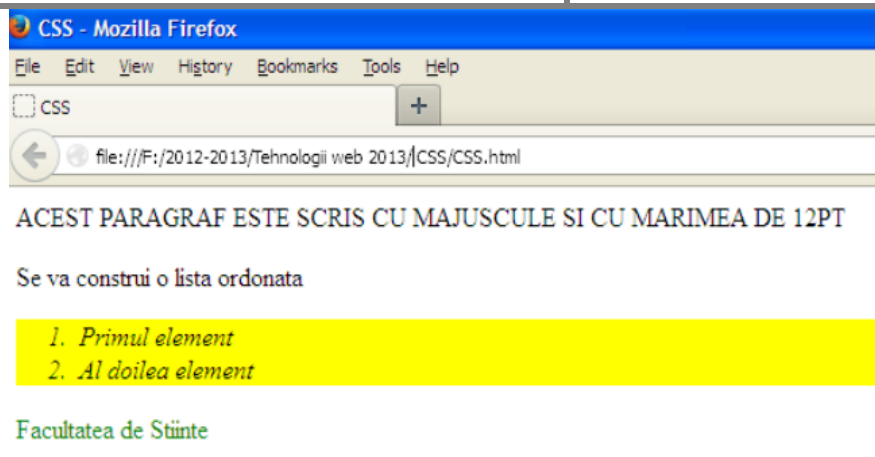 CSS - Mozilla Firefox
File Edit View History Bookmarks Tools Help
CSS +
file:///F:/2012-2013/Tehnologii web 2013/CSS/CSS.html
ACEST PARAGRAF ESTE SCRIS CU MAJUSCULE SI CU MARIMEA DE 12PT
Se va construi o lista ordonata
1. Primul element
2. Al doilea element
Facultatea de Stiinte